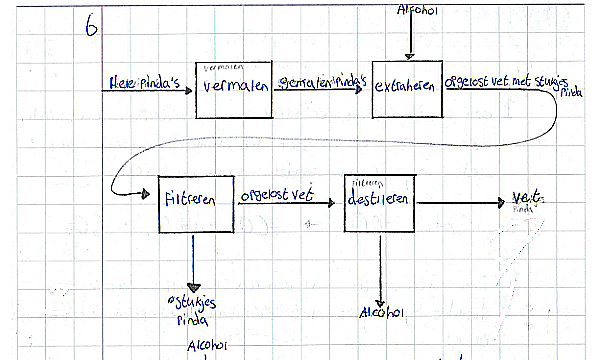 6
Alcohol
Hele pinda's
vermalen
vermalen
gemalen pinda's
extraheren
opgelost vet met stukjes
pinda
Filtreren
opgelost vet
Filtreren
destileren
vet
pinda
stukjes
pinda
Alcohol
Alcohol